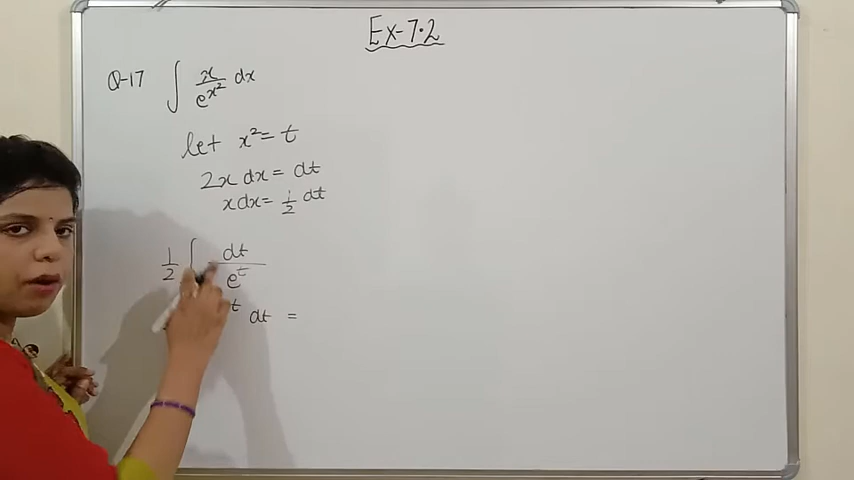 Ex-7.2
Q-17 ∫ x/e^x² dx
let x² = t
2x dx = dt
x dx = 1/2 dt
1/2 ∫ dt/e^t
t dt =